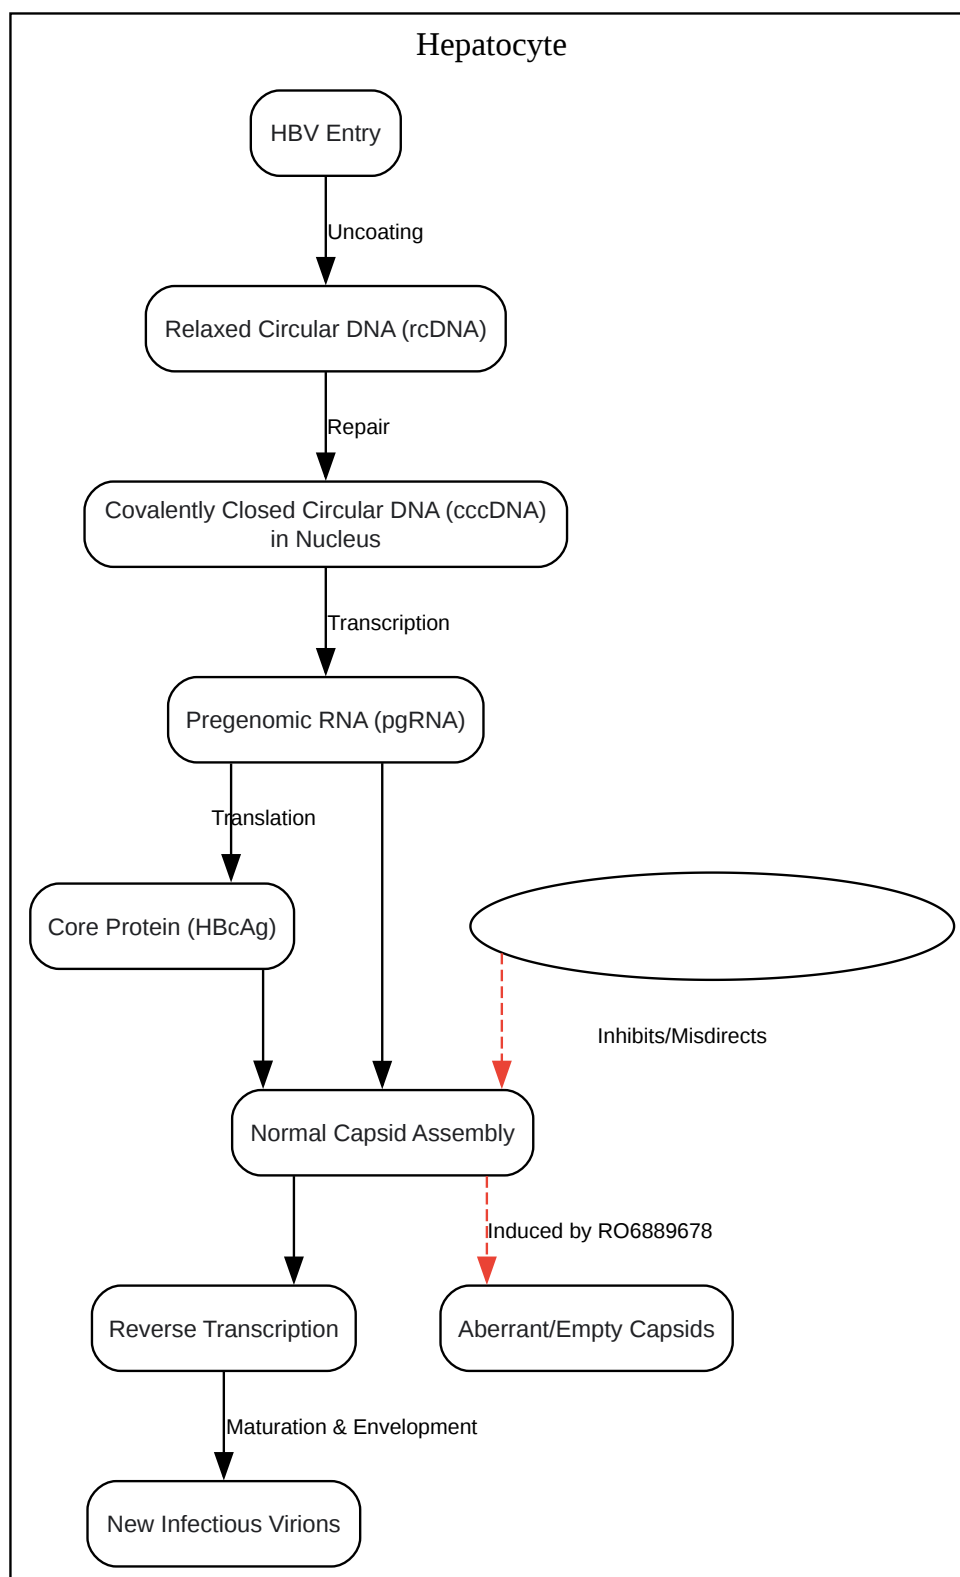 Hepatocyte
HBV Entry
Uncoating
Relaxed Circular DNA (rcDNA)
Repair
Covalently Closed Circular DNA (cccDNA)
in Nucleus
Transcription
Pregenomic RNA (pgRNA)
Translation
Core Protein (HBcAg)
Inhibits/Misdirects
Normal Capsid Assembly
Induced by RO6889678
Reverse Transcription
Aberrant/Empty Capsids
Maturation & Envelopment
New Infectious Virions